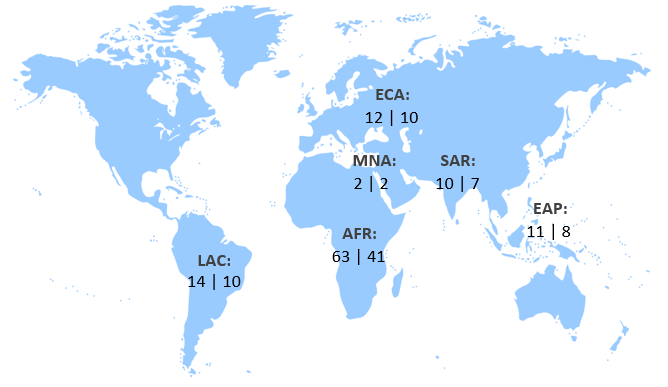 ECA:
12 | 10
MNA:
2 | 2
SAR:
10 | 7
EAP:
11 | 8
AFR:
63 | 41
LAC:
14 | 10